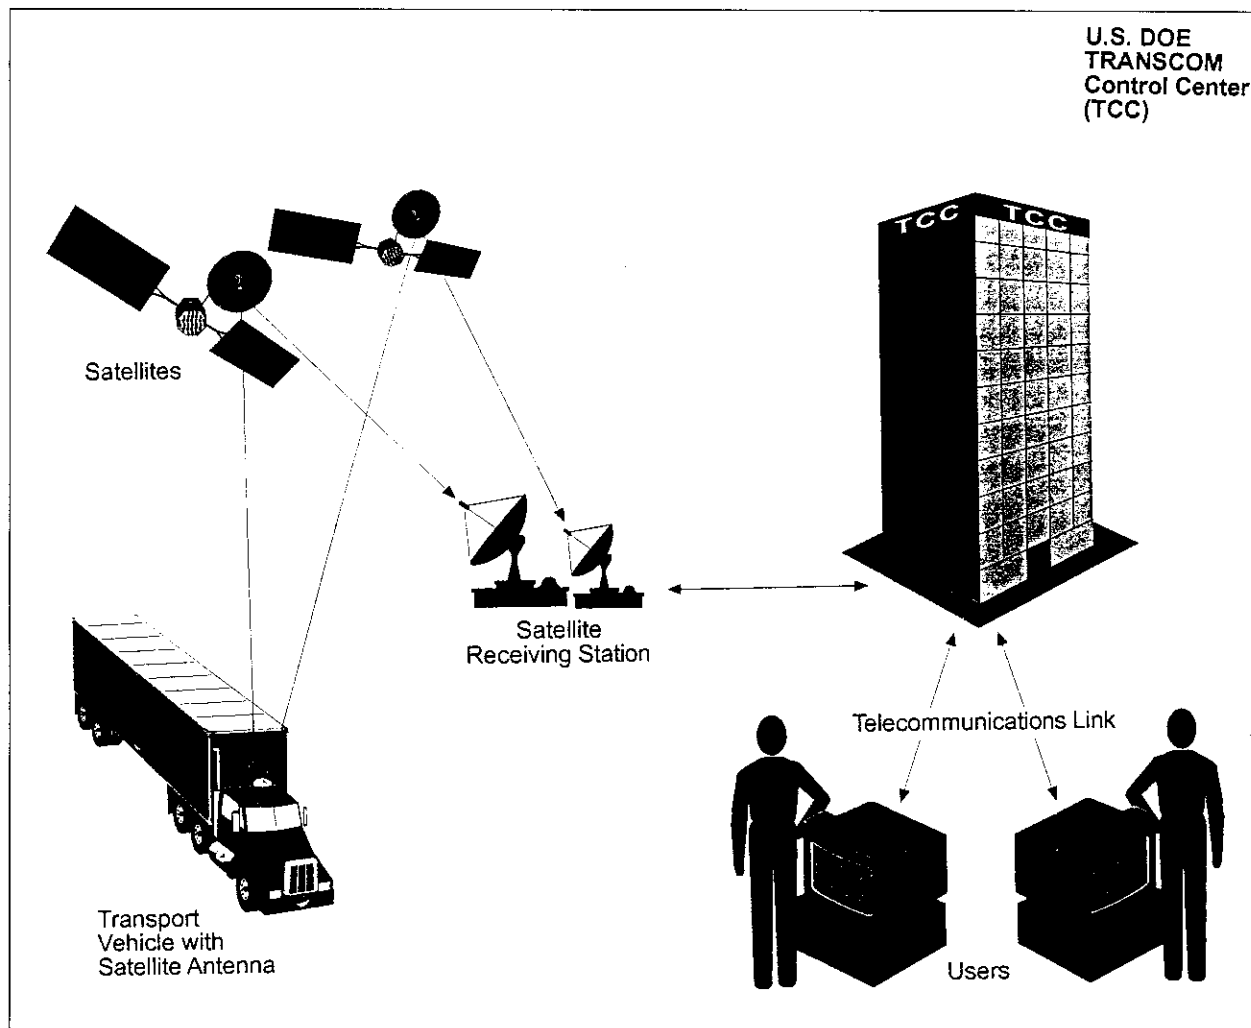 U.S. DOE
TRANSCOM
Control Center
(TCC)
TCC TCC
Satellites
Satellite
Receiving Station
Telecommunications Link
Transport
Vehicle with
Satellite Antenna
Users